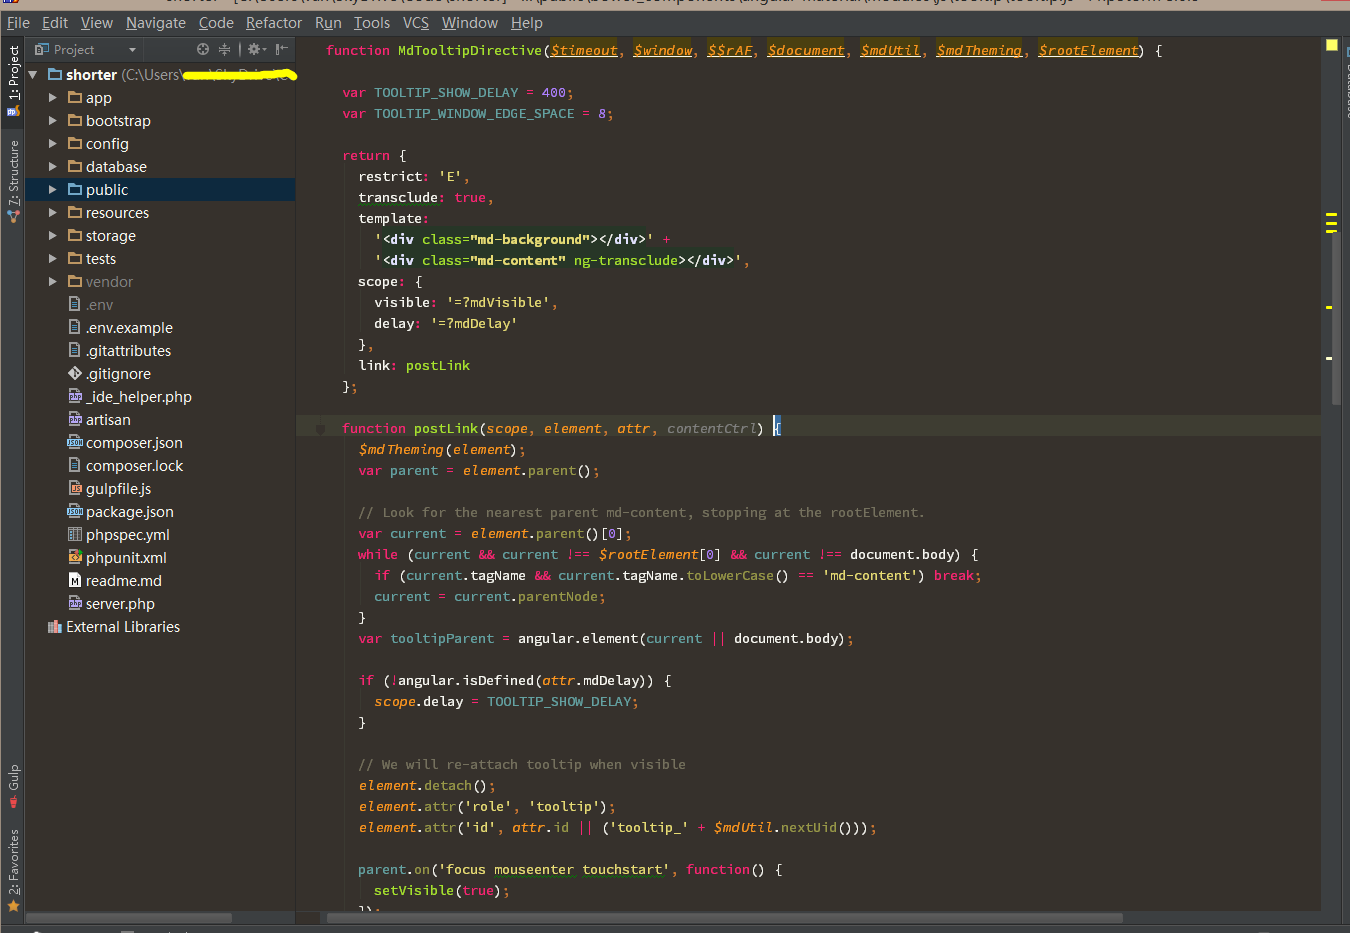 File Edit View Navigate Code Refactor Run Tools VCS Window Help
Project
shorter (C:\Users\
app
bootstrap
config
database
public
resources
storage
tests
vendor
.env
.env.example
.gitattributes
.gitignore
_ide_helper.php
artisan
composer.json
composer.lock
gulpfile.js
package.json
phpspec.yml
phpunit.xml
readme.md
server.php
External Libraries
1: Project
7: Structure
Gulp
2: Favorites
function MdTooltipDirective($timeout, $window, $$rAF, $document, $mdUtil, $mdTheming, $rootElement) {
var TOOLTIP_SHOW_DELAY = 400;
var TOOLTIP_WINDOW_EDGE_SPACE = 8;
return {
restrict: 'E',
transclude: true,
template:
'<div class="md-background"></div>' +
'<div class="md-content" ng-transclude></div>',
scope: {
visible: '=?mdVisible',
delay: '=?mdDelay'
},
link: postLink
};
function postLink(scope, element, attr, contentCtrl) {
$mdTheming(element);
var parent = element.parent();
// Look for the nearest parent md-content, stopping at the rootElement.
var current = element.parent()[0];
while (current && current !== $rootElement[0] && current !== document.body) {
if (current.tagName && current.tagName.toLowerCase() == 'md-content') break;
current = current.parentNode;
}
var tooltipParent = angular.element(current || document.body);
if (!angular.isDefined(attr.mdDelay)) {
scope.delay = TOOLTIP_SHOW_DELAY;
}
// We will re-attach tooltip when visible
element.detach();
element.attr('role', 'tooltip');
element.attr('id', attr.id || ('tooltip_' + $mdUtil.nextUid()));
parent.on('focus mouseenter touchstart', function() {
setVisible(true);
});